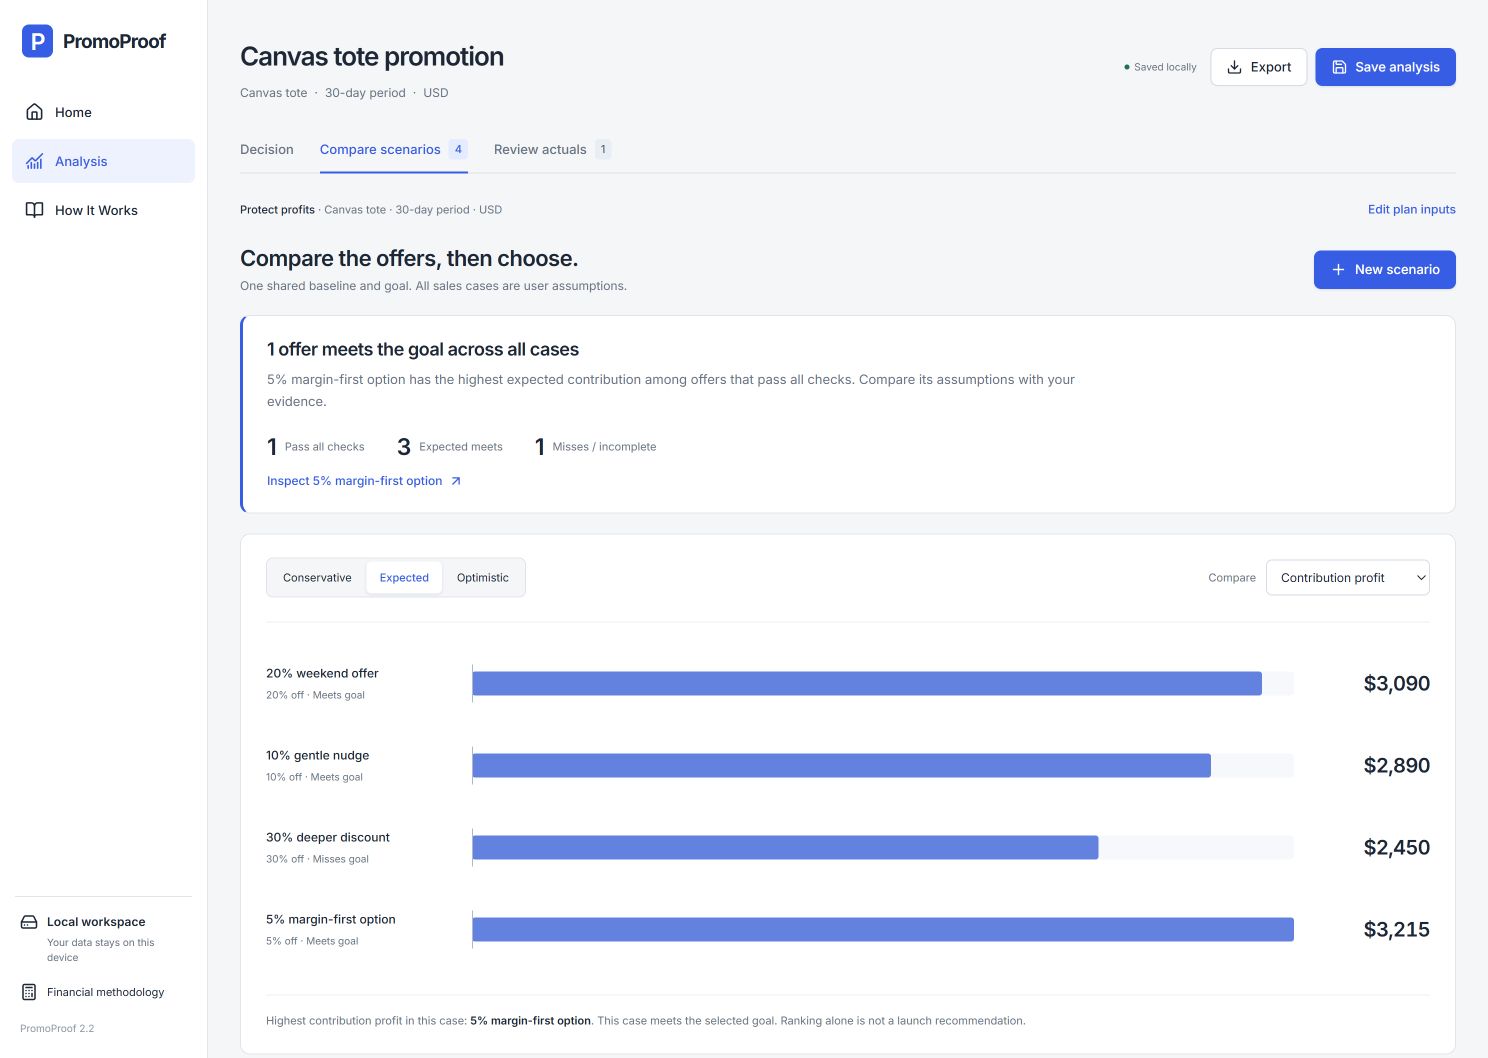 P PromoProof
Home
Analysis
How It Works
Local workspace
Your data stays on this
device
Financial methodology
PromoProof 2.2
Canvas tote promotion
Canvas tote · 30-day period · USD
Saved locally
Export
Save analysis
Decision
Compare scenarios 4
Review actuals 1
Protect profits · Canvas tote · 30-day period · USD
Edit plan inputs
Compare the offers, then choose.
One shared baseline and goal. All sales cases are user assumptions.
New scenario
1 offer meets the goal across all cases
5% margin-first option has the highest expected contribution among offers that pass all checks. Compare its assumptions with your
evidence.
1 Pass all checks
3 Expected meets
1 Misses / incomplete
Inspect 5% margin-first option
Conservative
Expected
Optimistic
Compare
Contribution profit
20% weekend offer
20% off · Meets goal
$3,090
10% gentle nudge
10% off · Meets goal
$2,890
30% deeper discount
30% off · Misses goal
$2,450
5% margin-first option
5% off · Meets goal
$3,215
Highest contribution profit in this case: 5% margin-first option. This case meets the selected goal. Ranking alone is not a launch recommendation.